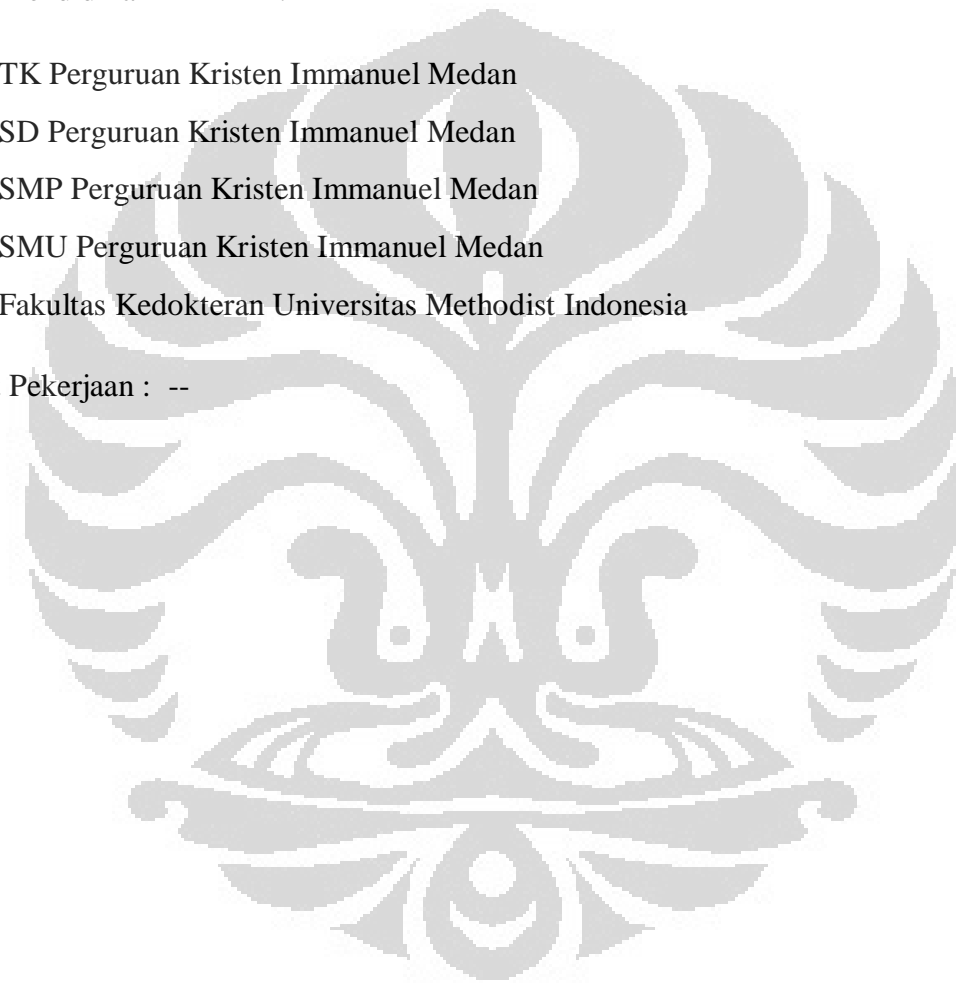 TK Perguruan Kristen Immanuel Medan
SD Perguruan Kristen Immanuel Medan
SMP Perguruan Kristen Immanuel Medan
SMU Perguruan Kristen Immanuel Medan
Fakultas Kedokteran Universitas Methodist Indonesia
Pekerjaan : --